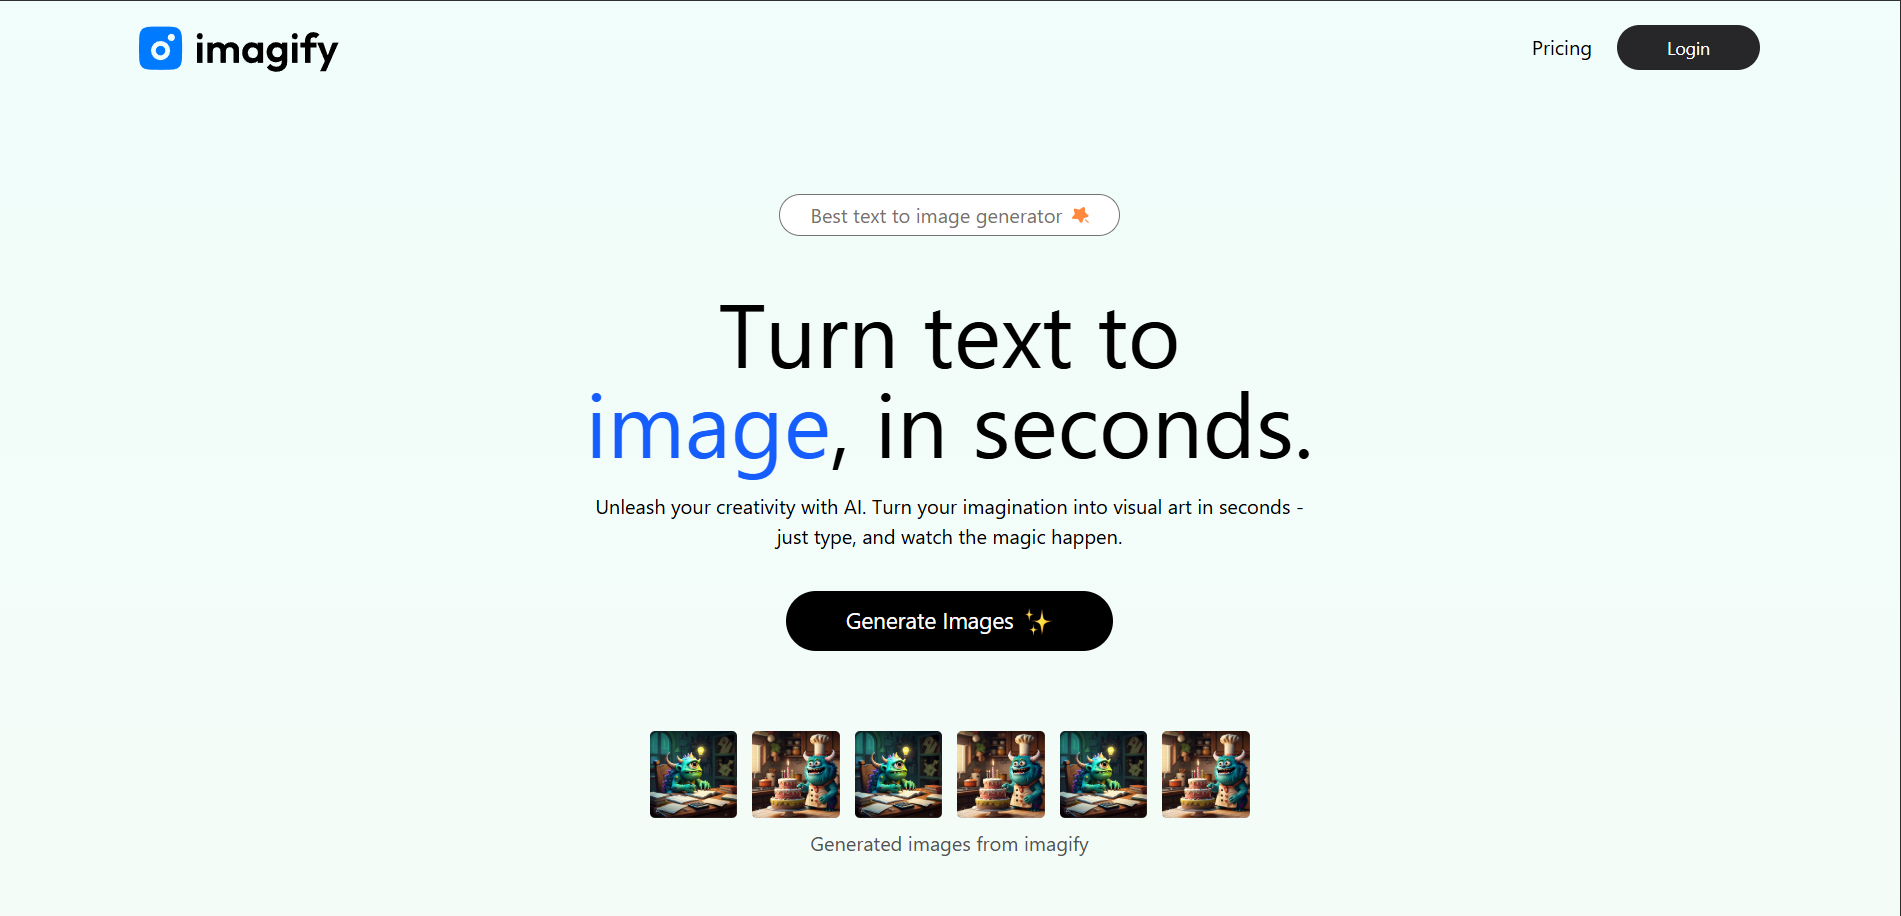 imagify
Pricing
Login
Best text to image generator
Turn text to
image, in seconds.
Unleash your creativity with AI. Turn your imagination into visual art in seconds -
just type, and watch the magic happen.
Generate Images ✨
Generated images from imagify